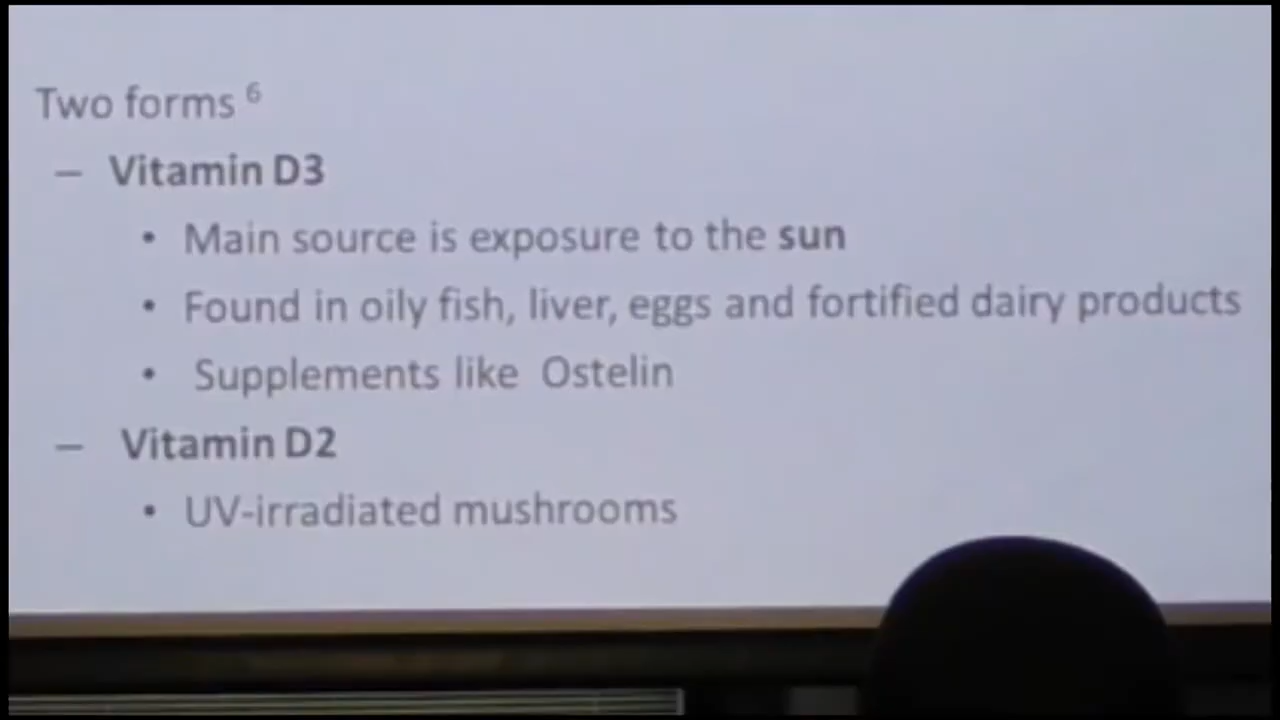 Two forms ⁶
– Vitamin D3
• Main source is exposure to the sun
• Found in oily fish, liver, eggs and fortified dairy products
• Supplements like Ostelin
– Vitamin D2
• UV-irradiated mushrooms